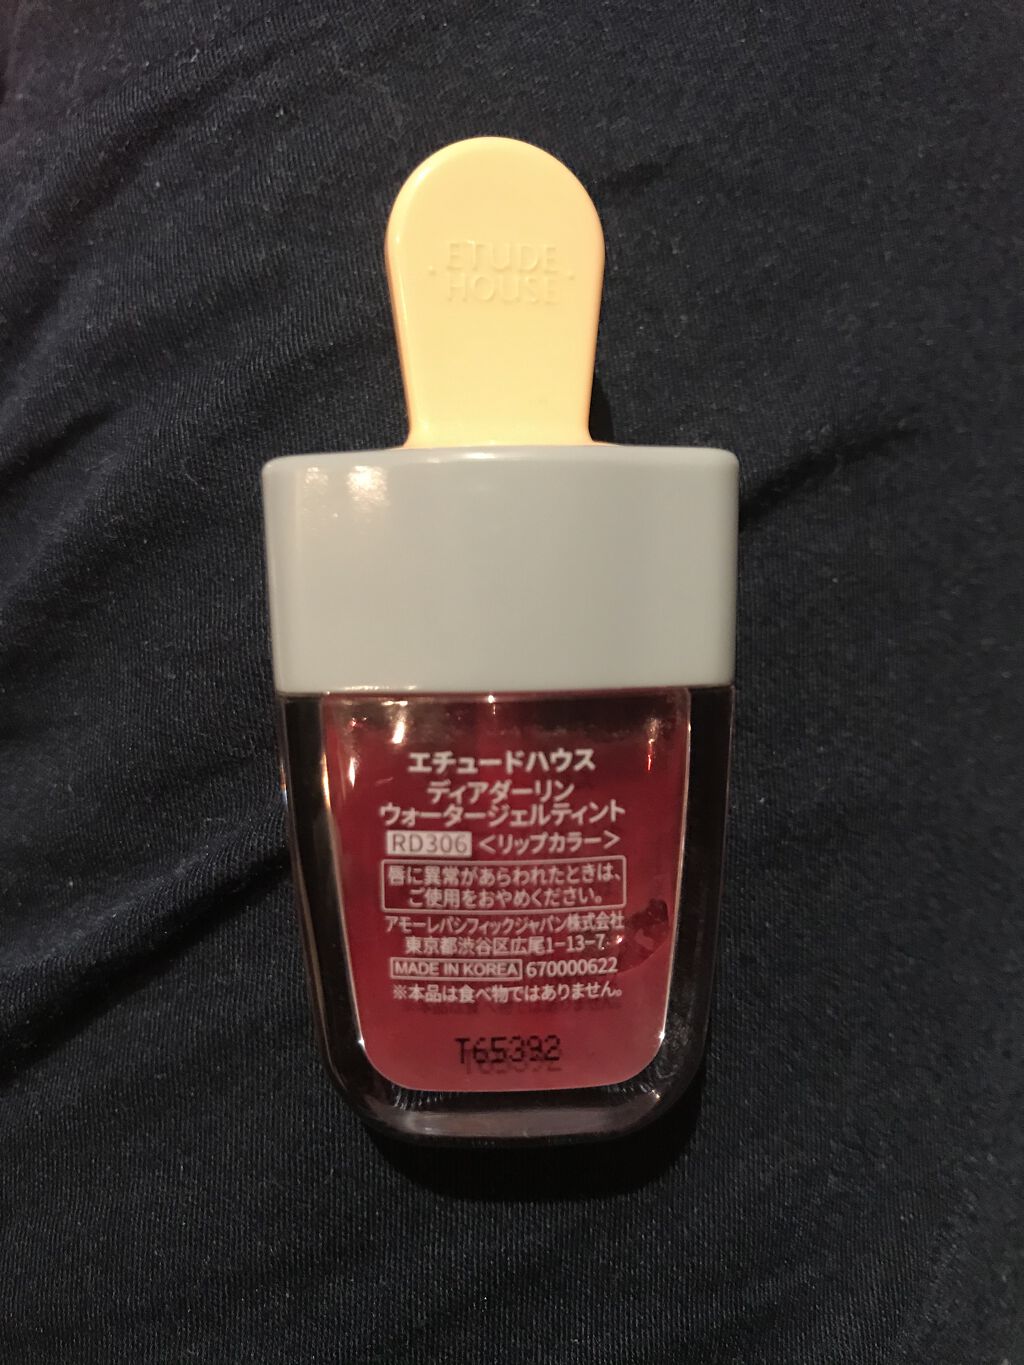 ETUDE
HOUSE
エチュードハウス
ディアダーリン
ウォータージェルティント
RD306 <リップカラー>
唇に異常があらわれたときは、
ご使用をおやめください。
アモーレパシフィックジャパン株式会社
東京都渋谷区広尾1-13-7
MADE IN KOREA 670000622
※本品は食べ物ではありません。
T65392